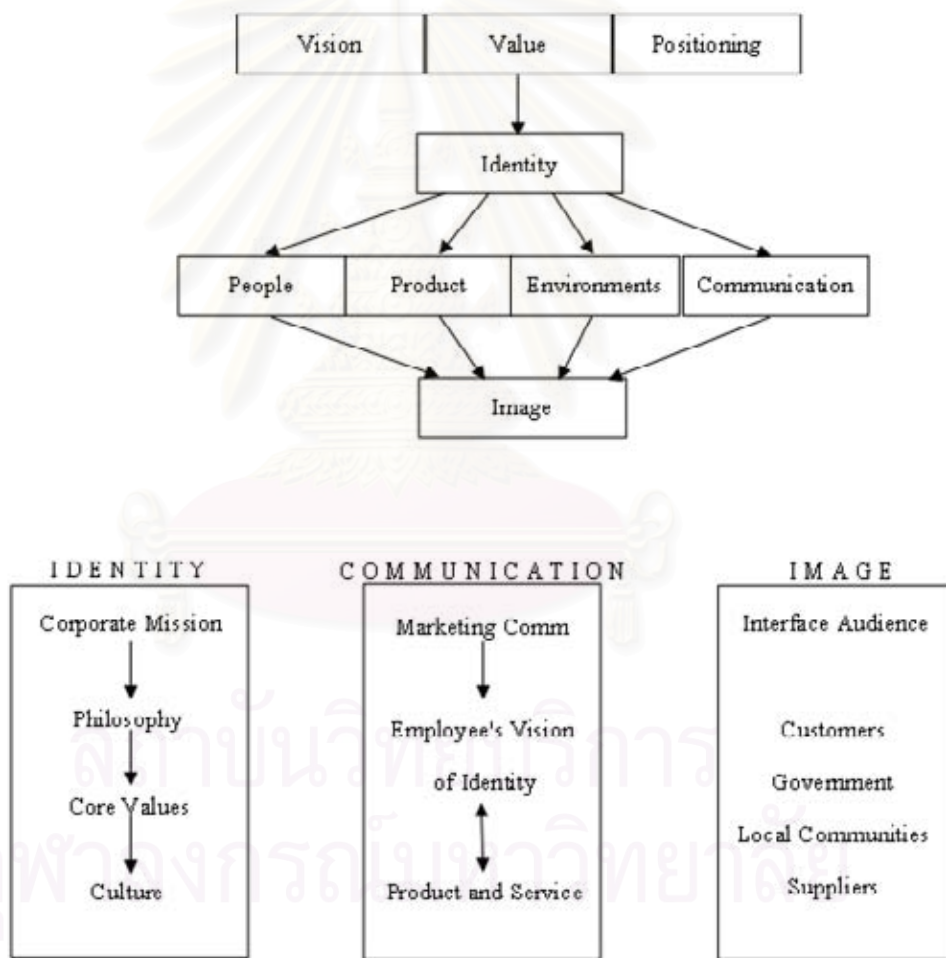 Vision Value Positioning
Identity
People Product Environments Communication
Image
IDENTITY
Corporate Mission
Philosophy
Core Values
Culture
COMMUNICATION
Marketing Comm
Employee's Vision
of Identity
Product and Service
IMAGE
Interface Audience
Customers
Government
Local Communities
Suppliers
สถาบันวิทยบริการ
จุฬาลงกรณ์มหาวิทยาลัย